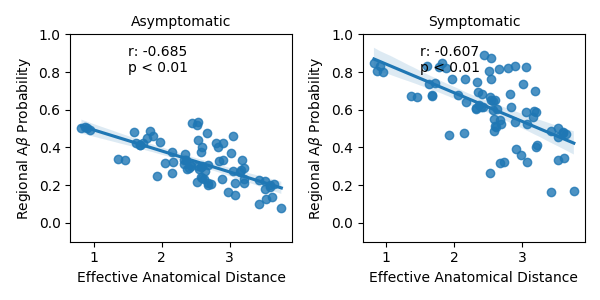 Asymptomatic
Symptomatic
r: -0.685
p < 0.01
r: -0.607
p < 0.01
Regional Aβ Probability
1.0
0.8
0.6
0.4
0.2
0.0
1 2 3
Effective Anatomical Distance
Regional Aβ Probability
1.0
0.8
0.6
0.4
0.2
0.0
1 2 3
Effective Anatomical Distance